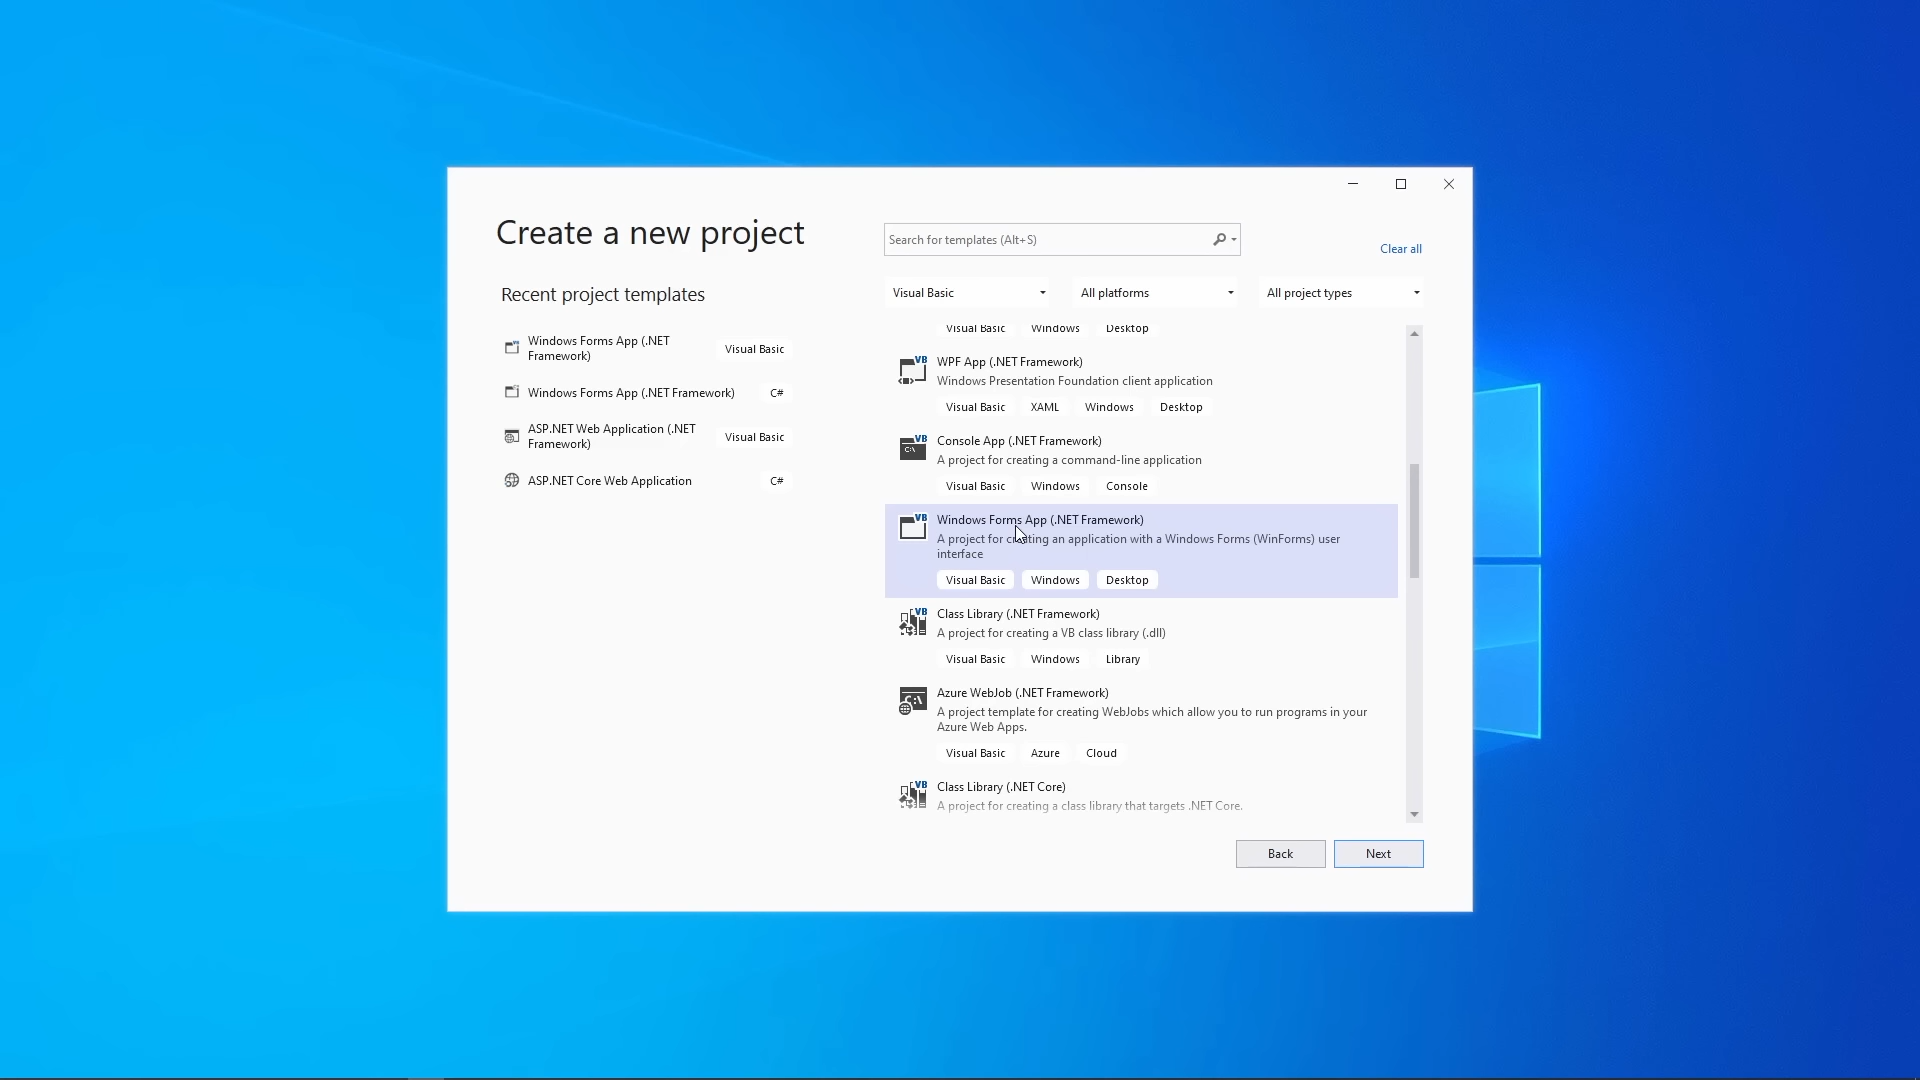 Create a new project
Search for templates (Alt+S)
Clear all
Recent project templates
Visual Basic
All platforms
All project types
Windows Forms App (.NET
Framework)
Visual Basic
Windows Forms App (.NET Framework)
C#
ASP.NET Web Application (.NET
Framework)
Visual Basic
ASP.NET Core Web Application
C#
Visual Basic Windows Desktop
VB
WPF App (.NET Framework)
Windows Presentation Foundation client application
Visual Basic XAML Windows Desktop
VB
C:\
Console App (.NET Framework)
A project for creating a command-line application
Visual Basic Windows Console
VB
Windows Forms App (.NET Framework)
A project for creating an application with a Windows Forms (WinForms) user
interface
Visual Basic Windows Desktop
VB
Class Library (.NET Framework)
A project for creating a VB class library (.dll)
Visual Basic Windows Library
C:\
Azure WebJob (.NET Framework)
A project template for creating WebJobs which allow you to run programs in your
Azure Web Apps.
Visual Basic Azure Cloud
VB
Class Library (.NET Core)
A project for creating a class library that targets .NET Core.
Back
Next